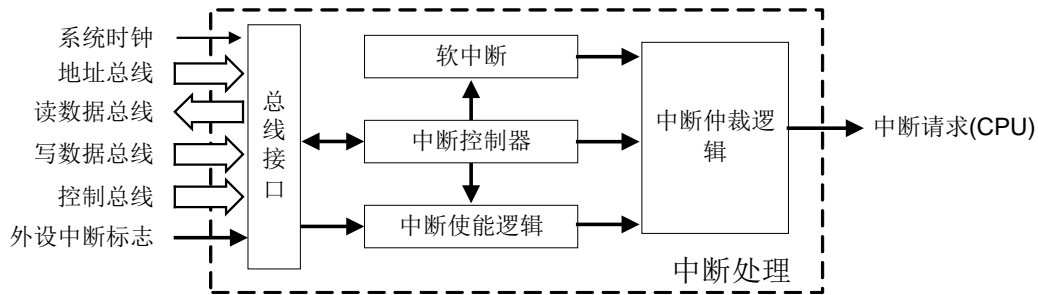 系统时钟
地址总线
读数据总线
写数据总线
控制总线
外设中断标志
总
线
接
口
软中断
中断控制器
中断使能逻辑
中断仲裁逻
辑
中断请求(CPU)
中断处理